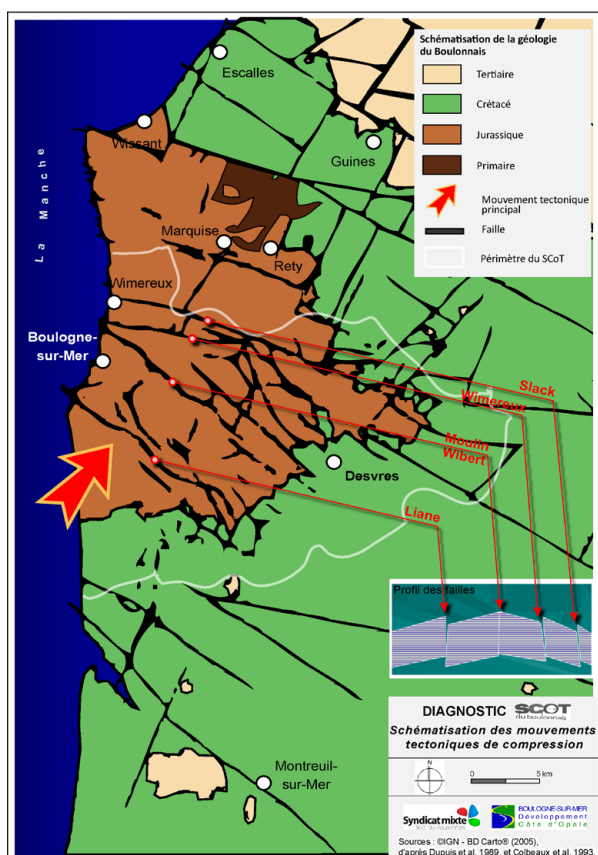 Schématisation de la géologie
du Boulonnais
Tertiaire
Crétacé
Jurassique
Primaire
Mouvement tectonique
principal
Faille
Périmètre du SCoT
La Manche
Escalles
Wissant
Guines
Marquise
Rety
Wimereux
Boulogne-
sur-Mer
Desvres
Slack
Wimereux
Moulin
Wibert
Liane
Profil des failles
Montreuil-
sur-Mer
DIAGNOSTIC SCOT
du boulonnais
Schématisation des mouvements
tectoniques de compression
N
0 5 km
Syndicat mixte
BOULOGNE-SUR-MER
Développement
Côte d'Opale
Sources : ©IGN - BD Carto® (2005),
d'après Dupuis et al. 1989, et Colbeaux et al. 1993.